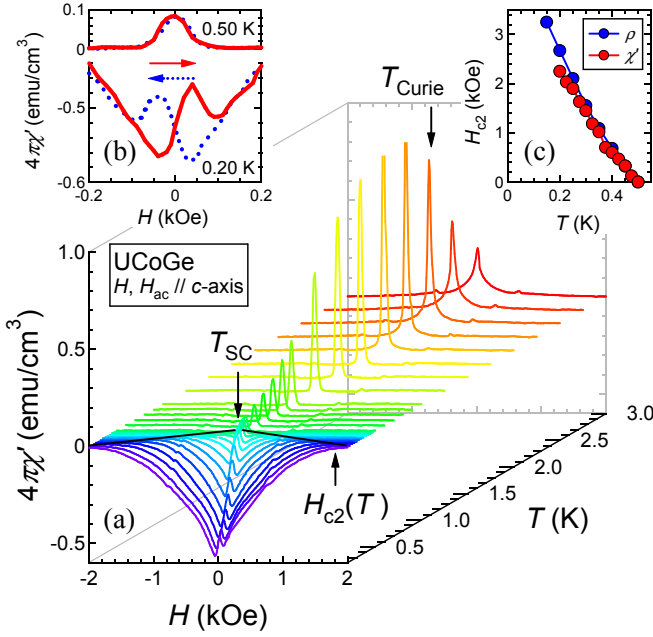 0.1
0
-0.5
-0.6
-0.2
0
0.2
4πχ' (emu/cm³)
H (kOe)
0.50 K
0.20 K
(b)
T_Curie
4
3
2
1
0
0
0.2
0.4
H_c2 (kOe)
T (K)
ρ
χ'
(c)
1.0
0.5
0
-0.5
4πχ' (emu/cm³)
UCoGe
H, H_ac // c-axis
T_SC
H_c2(T)
(a)
-2
-1
0
1
2
H (kOe)
0.5
1.0
1.5
2.0
2.5
3.0
T (K)